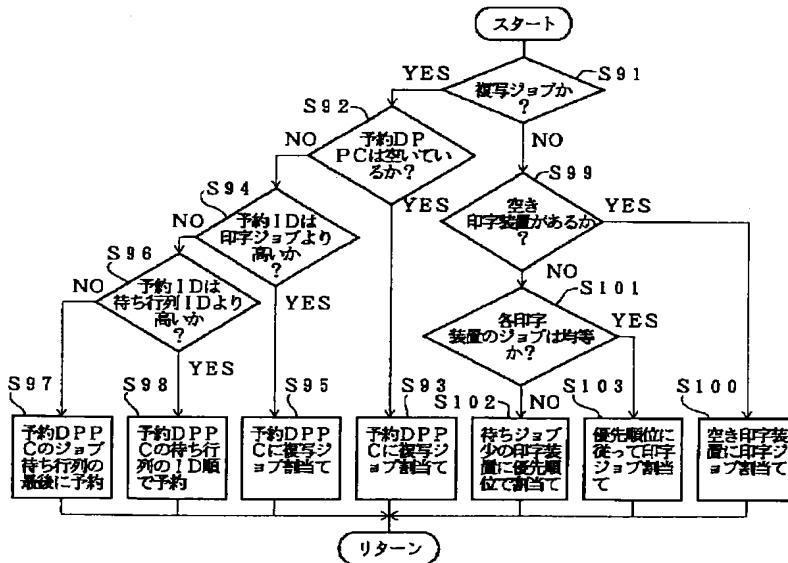 スタート
YES
S91
複写ジョブか
?
S92
NO
NO
予約DP
PCは空いてい
るか?
S99
S94
YES
空き
印字装置があるか
?
YES
NO
予約IDは
印字ジョブより
高いか
?
S96
NO
S101
NO
予約IDは
待ち行列IDより
高いか
?
YES
各印字
装置のジョブは均等
か?
YES
S97
S98
YES
S95
S93
S102
NO
S103
S100
予約DPP
Cのジョブ
待ち行列の
最後に予約
予約DPP
Cの待ち行
列のID順
で予約
予約DPP
Cに複写ジ
ョブ割当て
予約DPP
Cに複写ジ
ョブ割当て
待ちジョブ
少の印字装
置に優先順
位で割当て
優先順位に
従って印字
ジョブ割当
て
空き印字装
置に印字ジ
ョブ割当て
リターン